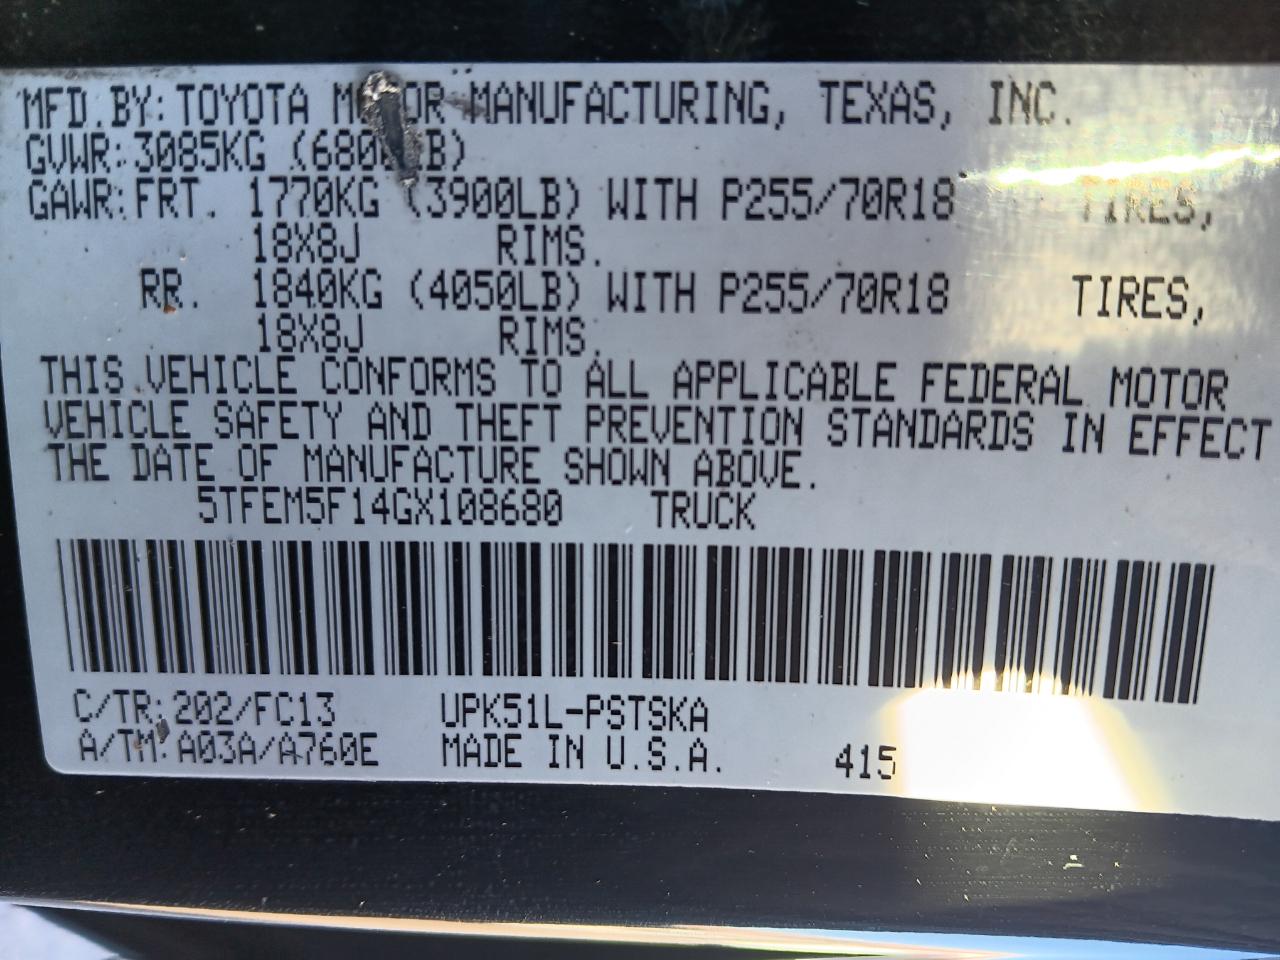 MFD. BY: TOYOTA MOTOR MANUFACTURING, TEXAS, INC.
GVWR: 3085KG (6800LB)
GAWR: FRT. 1770KG (3900LB) WITH P255/70R18 TIRES,
18X8J RIMS.
RR. 1840KG (4050LB) WITH P255/70R18 TIRES,
18X8J RIMS.
THIS VEHICLE CONFORMS TO ALL APPLICABLE FEDERAL MOTOR
VEHICLE SAFETY AND THEFT PREVENTION STANDARDS IN EFFECT
THE DATE OF MANUFACTURE SHOWN ABOVE.
5TFEM5F14GX108680 TRUCK
C/TR: 202/FC13 UPK51L-PSTSKA
A/TM: A03A/A760E MADE IN U.S.A. 415